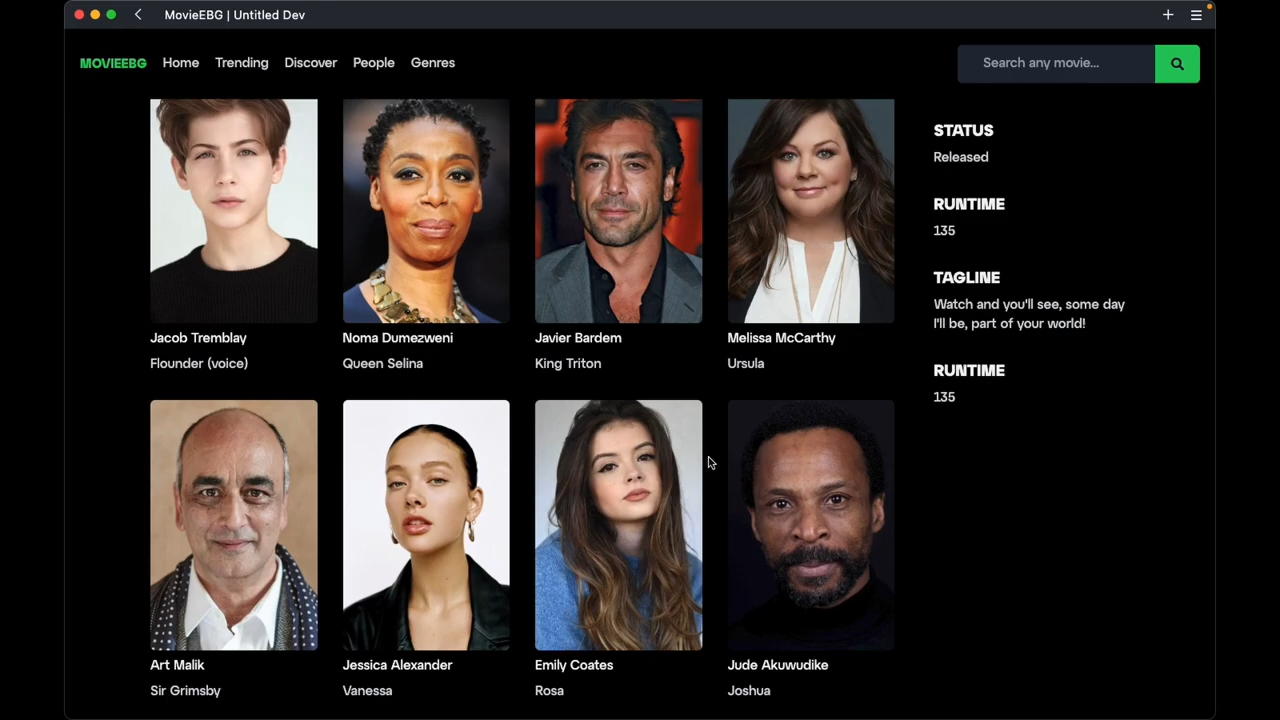 MovieEBG | Untitled Dev
MOVIEEBG Home Trending Discover People Genres
Search any movie...
Jacob Tremblay
Flounder (voice)
Noma Dumezweni
Queen Selina
Javier Bardem
King Triton
Melissa McCarthy
Ursula
Art Malik
Sir Grimsby
Jessica Alexander
Vanessa
Emily Coates
Rosa
Jude Akuwudike
Joshua
STATUS
Released
RUNTIME
135
TAGLINE
Watch and you'll see, some day
I'll be, part of your world!
RUNTIME
135